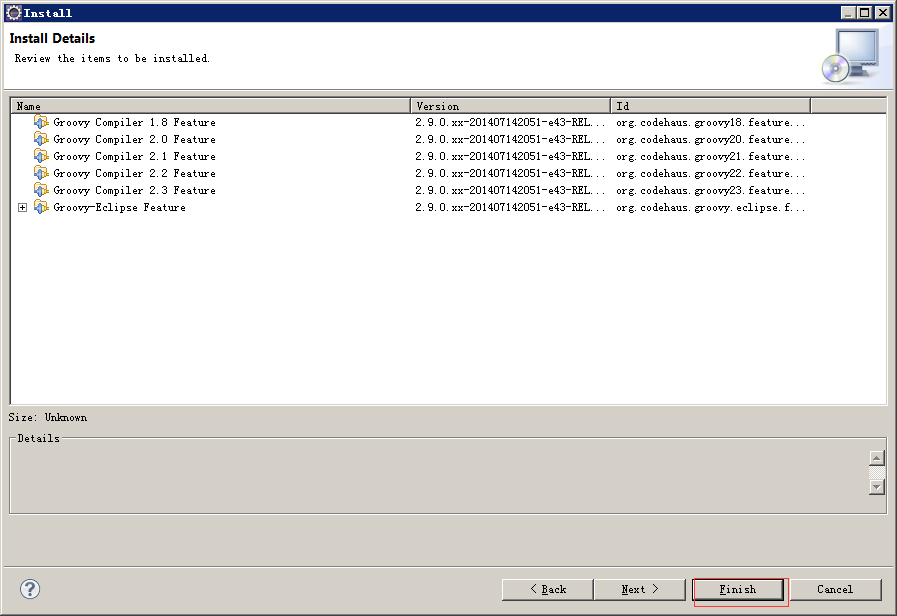 Install
Install Details
Review the items to be installed.
Name Version Id
Groovy Compiler 1.8 Feature 2.9.0.xx-201407142051-e43-REL... org.codehaus.groovy18.feature...
Groovy Compiler 2.0 Feature 2.9.0.xx-201407142051-e43-REL... org.codehaus.groovy20.feature...
Groovy Compiler 2.1 Feature 2.9.0.xx-201407142051-e43-REL... org.codehaus.groovy21.feature...
Groovy Compiler 2.2 Feature 2.9.0.xx-201407142051-e43-REL... org.codehaus.groovy22.feature...
Groovy Compiler 2.3 Feature 2.9.0.xx-201407142051-e43-REL... org.codehaus.groovy23.feature...
Groovy-Eclipse Feature 2.9.0.xx-201407142051-e43-REL... org.codehaus.groovy.eclipse.f...
Size: Unknown
Details
? < Back Next > Finish Cancel